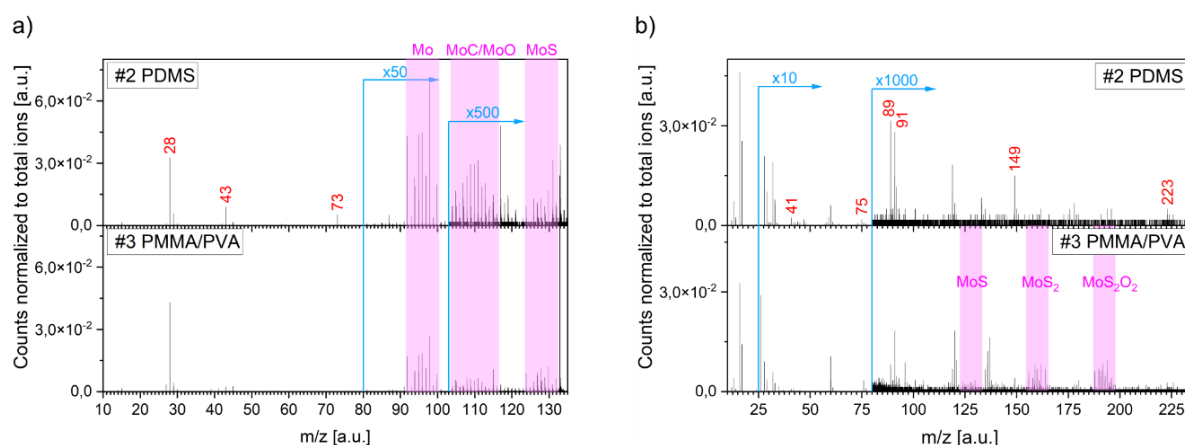 a)
Mo MoC/MoO MoS
#2 PDMS
x50
x500
6,0×10⁻²
3,0×10⁻²
0,0
28
43
73
#3 PMMA/PVA
6,0×10⁻²
3,0×10⁻²
0,0
Counts normalized to total ions [a.u.]
10 20 30 40 50 60 70 80 90 100 110 120 130
m/z [a.u.]
b)
x10
x1000
#2 PDMS
3,0×10⁻²
0,0
89
91
149
223
41
75
#3 PMMA/PVA
MoS
MoS₂
MoS₂O₂
3,0×10⁻²
0,0
Counts normalized to total ions [a.u.]
25 50 75 100 125 150 175 200 225
m/z [a.u.]